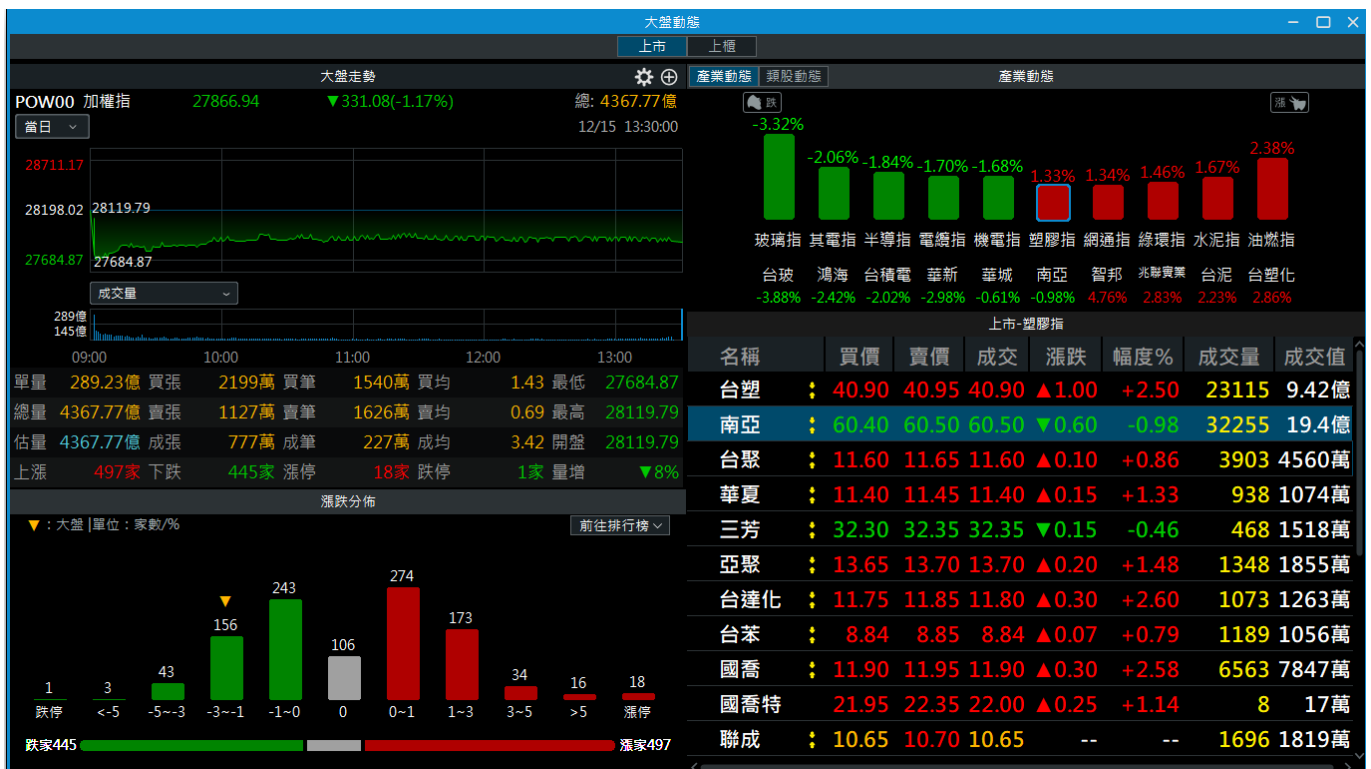 大盤動態
上市 上櫃
大盤走勢
POW00 加權指 27866.94 ▼331.08(-1.17%) 總: 4367.77億
當日 12/15 13:30:00
28711.17
28198.02 28119.79
27684.87 27684.87
成交量
289億
145億
09:00 10:00 11:00 12:00 13:00
單量 289.23億 買張 2199萬 買筆 1540萬 買均 1.43 最低 27684.87
總量 4367.77億 賣張 1127萬 賣筆 1626萬 賣均 0.69 最高 28119.79
估量 4367.77億 成張 777萬 成筆 227萬 成均 3.42 開盤 28119.79
上漲 497家 下跌 445家 漲停 18家 跌停 1家 量增 ▼8%
漲跌分佈
▼：大盤 |單位：家數/% 前往排行榜
1 3 43 156 243 106 274 173 34 16 18
跌停 <-5 -5~-3 -3~-1 -1~0 0 0~1 1~3 3~5 >5 漲停
跌家445 漲家497
產業動態 類股動態 產業動態
跌 漲
-3.32% -2.06% -1.84% -1.70% -1.68% 1.33% 1.34% 1.46% 1.67% 2.38%
玻璃指 其電指 半導指 電纜指 機電指 塑膠指 網通指 綠環指 水泥指 油燃指
台玻 鴻海 台積電 華新 華城 南亞 智邦 兆聯實業 台泥 台塑化
-3.88% -2.42% -2.02% -2.98% -0.61% -0.98% 4.76% 2.83% 2.23% 2.86%
上市-塑膠指
名稱 買價 賣價 成交 漲跌 幅度% 成交量 成交值
台塑 40.90 40.95 40.90 ▲1.00 +2.50 23115 9.42億
南亞 60.40 60.50 60.50 ▼0.60 -0.98 32255 19.4億
台聚 11.60 11.65 11.60 ▲0.10 +0.86 3903 4560萬
華夏 11.40 11.45 11.40 ▲0.15 +1.33 938 1074萬
三芳 32.30 32.35 32.35 ▼0.15 -0.46 468 1518萬
亞聚 13.65 13.70 13.70 ▲0.20 +1.48 1348 1855萬
台達化 11.75 11.85 11.80 ▲0.30 +2.60 1073 1263萬
台苯 8.84 8.85 8.84 ▲0.07 +0.79 1189 1056萬
國喬 11.90 11.95 11.90 ▲0.30 +2.58 6563 7847萬
國喬特 21.95 22.35 22.00 ▲0.25 +1.14 8 17萬
聯成 10.65 10.70 10.65 -- -- 1696 1819萬